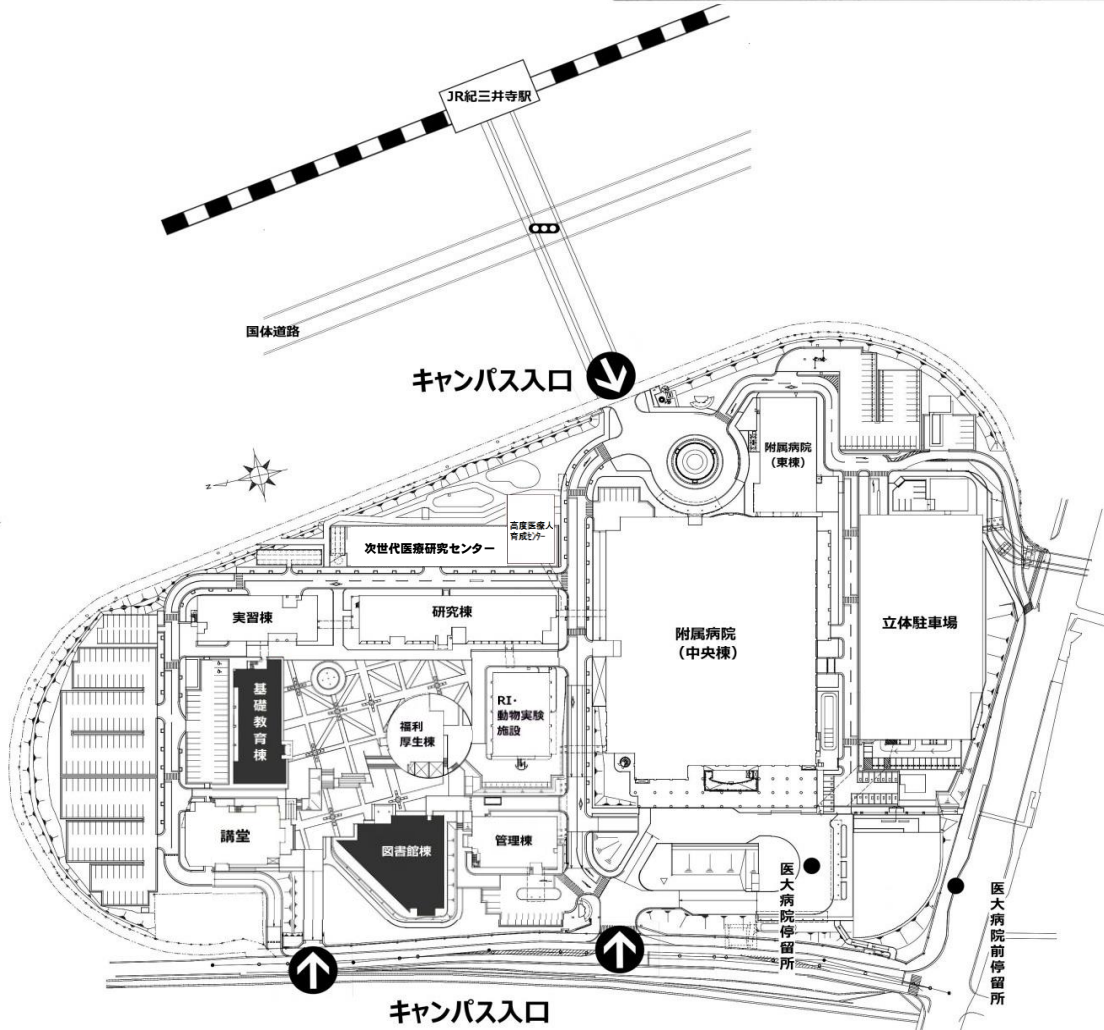 JR紀三井寺駅
国体道路
キャンパス入口
附属病院
(東棟)
N
高度医療人
育成センター
次世代医療研究センター
実習棟
研究棟
附属病院
(中央棟)
立体駐車場
基礎教育棟
RI・
動物実験
施設
福利
厚生棟
講堂
図書館棟
管理棟
医大病院停留所
医大病院前停留所
キャンパス入口